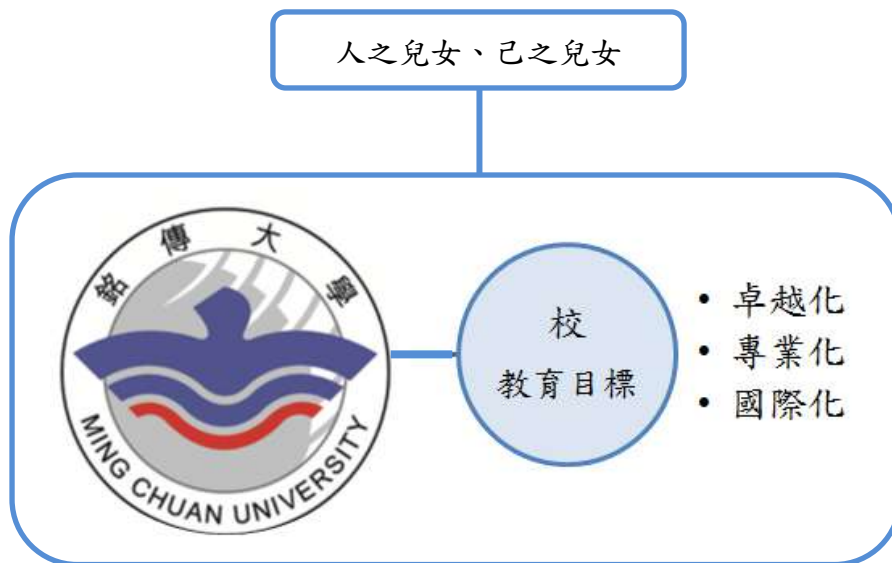 人之兒女、己之兒女
銘傳大學
MING CHUAN UNIVERSITY
校
教育目標
• 卓越化
• 專業化
• 國際化